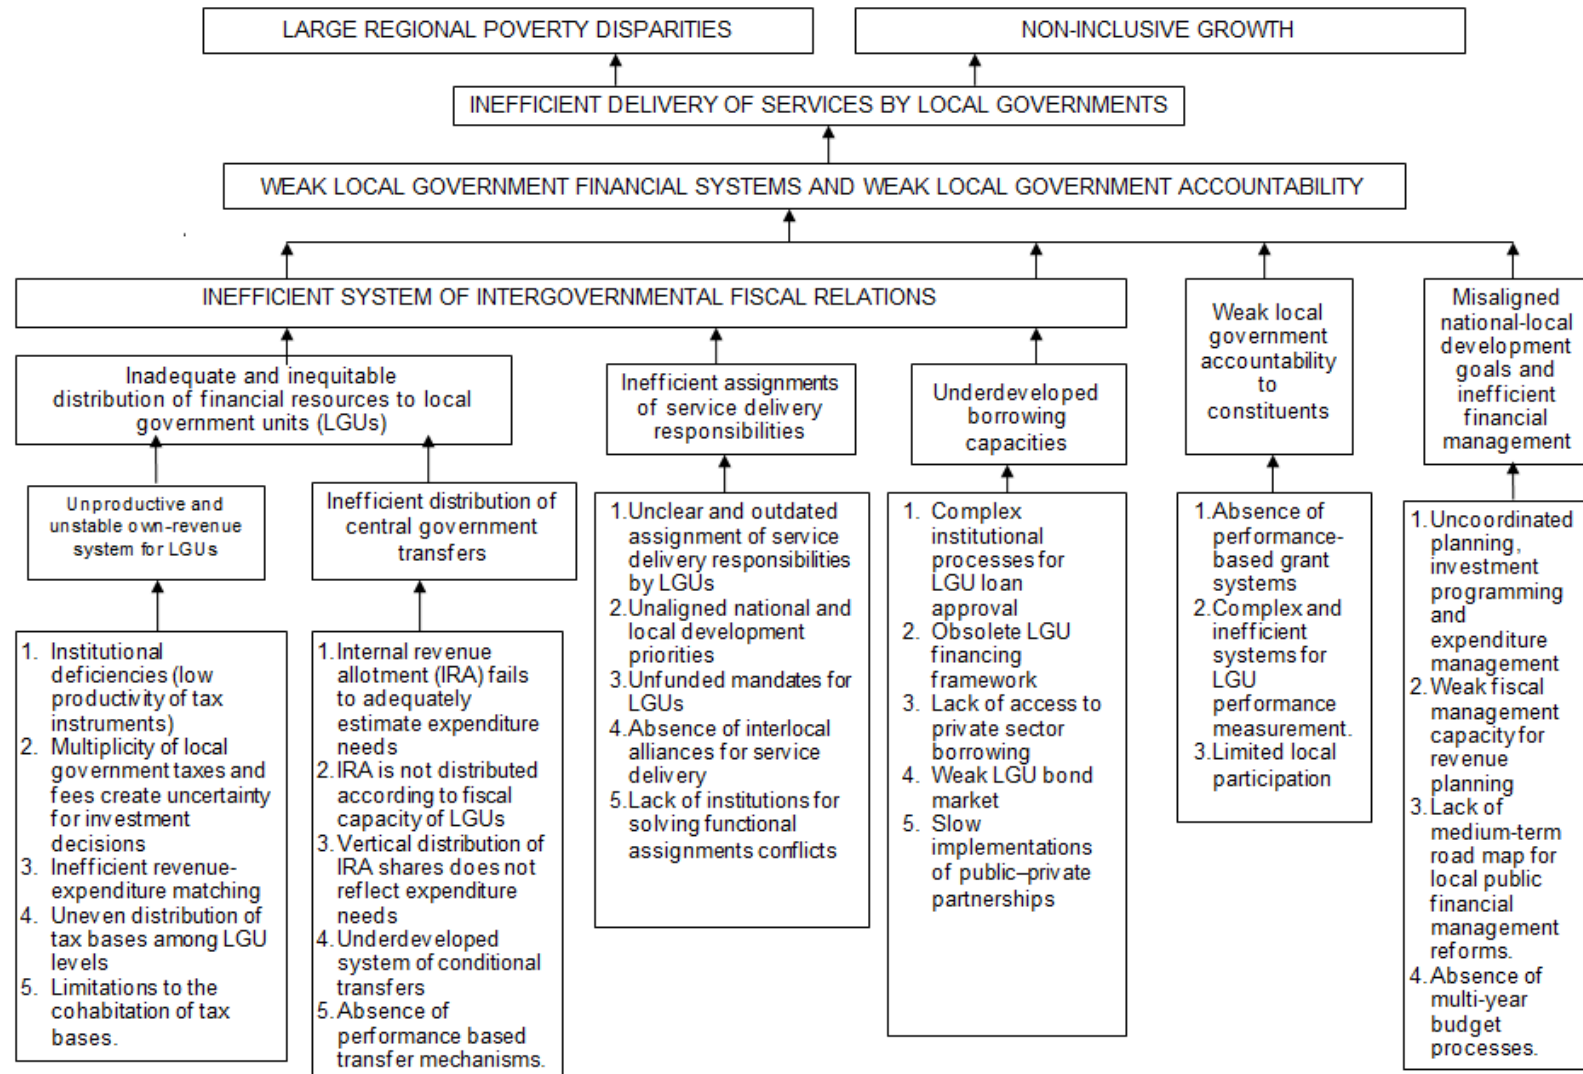 LARGE REGIONAL POVERTY DISPARITIES
NON-INCLUSIVE GROWTH
INEFFICIENT DELIVERY OF SERVICES BY LOCAL GOVERNMENTS
WEAK LOCAL GOVERNMENT FINANCIAL SYSTEMS AND WEAK LOCAL GOVERNMENT ACCOUNTABILITY
INEFFICIENT SYSTEM OF INTERGOVERNMENTAL FISCAL RELATIONS
Inadequate and inequitable
distribution of financial resources to local
government units (LGUs)
Unproductive and
unstable own-revenue
system for LGUs
1. Institutional
deficiencies (low
productivity of tax
instruments)
2. Multiplicity of local
government taxes and
fees create uncertainty
for investment
decisions
3. Inefficient revenue-
expenditure matching
4. Uneven distribution of
tax bases among LGU
levels
5. Limitations to the
cohabitation of tax
bases.
Inefficient distribution of
central government
transfers
1. Internal revenue
allotment (IRA) fails
to adequately
estimate expenditure
needs
2. IRA is not distributed
according to fiscal
capacity of LGUs
3. Vertical distribution of
IRA shares does not
reflect expenditure
needs
4. Underdeveloped
system of conditional
transfers
5. Absence of
performance based
transfer mechanisms.
Inefficient assignments
of service delivery
responsibilities
1. Unclear and outdated
assignment of service
delivery responsibilities
by LGUs
2. Unaligned national and
local development
priorities
3. Unfunded mandates for
LGUs
4. Absence of interlocal
alliances for service
delivery
5. Lack of institutions for
solving functional
assignments conflicts
Underdeveloped
borrowing
capacities
1. Complex
institutional
processes for
LGU loan
approval
2. Obsolete LGU
financing
framework
3. Lack of access to
private sector
borrowing
4. Weak LGU bond
market
5. Slow
implementations
of public–private
partnerships
Weak local
government
accountability
to
constituents
1. Absence of
performance-
based grant
systems
2. Complex and
inefficient
systems for
LGU
performance
measurement.
3. Limited local
participation
Misaligned
national-local
development
goals and
inefficient
financial
management
1. Uncoordinated
planning,
investment
programming
and
expenditure
management
2. Weak fiscal
management
capacity for
revenue
planning
3. Lack of
medium-term
road map for
local public
financial
management
reforms.
4. Absence of
multi-year
budget
processes.